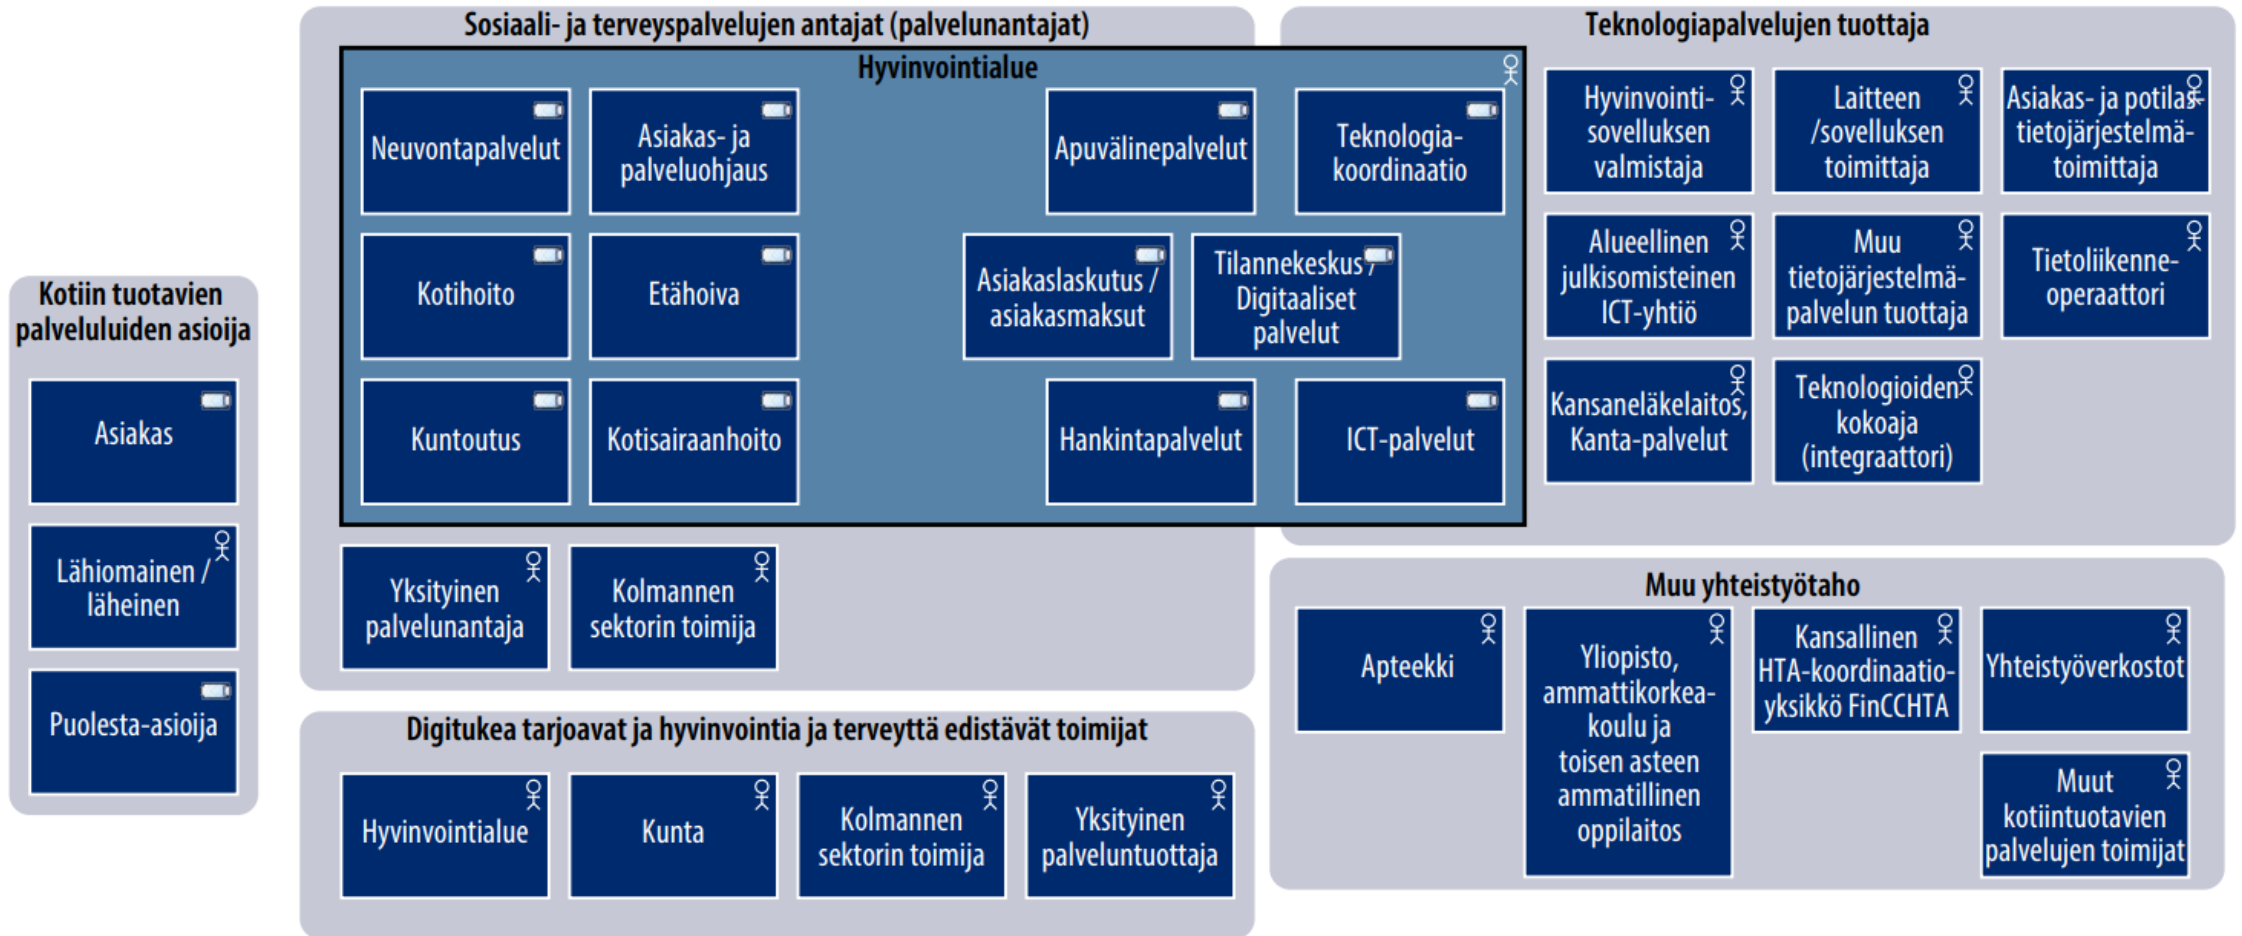 Sosiaali- ja terveyspalvelujen antajat (palvelunantajat)
Hyvinvointialue
Neuvontapalvelut
Asiakas- ja
palveluohjaus
Apuvälinepalvelut
Teknologia-
koordinaatio
Kotihoito
Etähoiva
Asiakaslaskutus /
asiakasmaksut
Tilannekeskus /
Digitaaliset
palvelut
Kuntoutus
Kotisairaanhoito
Hankintapalvelut
ICT-palvelut
Yksityinen
palvelunantaja
Kolmannen
sektorin toimija
Teknologiapalvelujen tuottaja
Hyvinvointi-
sovelluksen
valmistaja
Laitteen
/sovelluksen
toimittaja
Asiakas- ja potilas-
tietojärjestelmä-
toimittaja
Alueellinen
julkisomisteinen
ICT-yhtiö
Muu
tietojärjestelmä-
palvelun tuottaja
Tietoliikenne-
operaattori
Kansaneläkelaitos,
Kanta-palvelut
Teknologioiden
kokoaja
(integraattori)
Kotiin tuotavien
palveluluiden asioija
Asiakas
Lähiomainen /
läheinen
Puolesta-asioija
Digitukea tarjoavat ja hyvinvointia ja terveyttä edistävät toimijat
Hyvinvointialue
Kunta
Kolmannen
sektorin toimija
Yksityinen
palveluntuottaja
Muu yhteistyötaho
Apteekki
Yliopisto,
ammattikorkea-
koulu ja
toisen asteen
ammatillinen
oppilaitos
Kansallinen
HTA-koordinaatio-
yksikkö FinCCHTA
Yhteistyöverkostot
Muut
kotiintuotavien
palvelujen toimijat